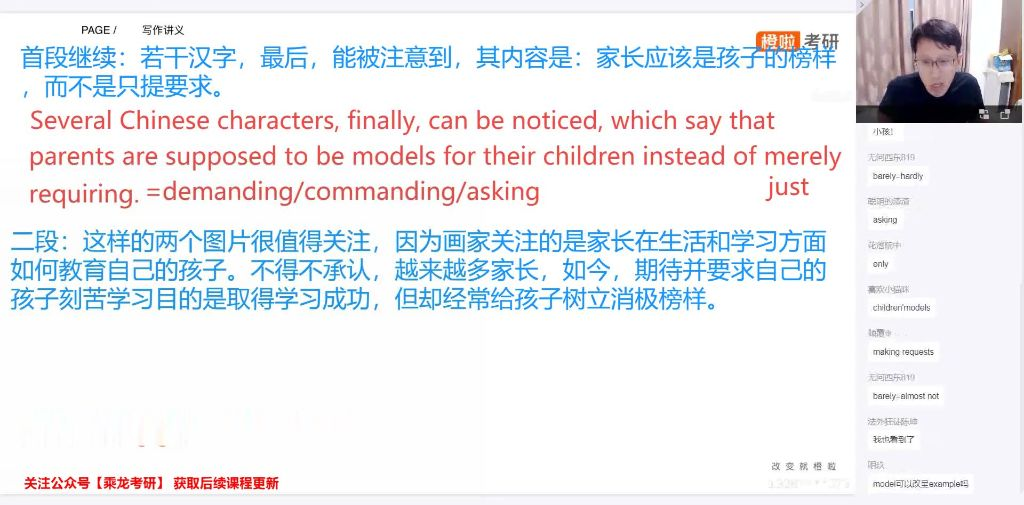 PAGE / 写作讲义
橙啦 考研
首段继续：若干汉字，最后，能被注意到，其内容是：家长应该是孩子的榜样
，而不是只提要求。
Several Chinese characters, finally, can be noticed, which say that
parents are supposed to be models for their children instead of merely
requiring. =demanding/commanding/asking just
二段：这样的两个图片很值得关注，因为画家关注的是家长在生活和学习方面
如何教育自己的孩子。不得不承认，越来越多家长，如今，期待并要求自己的
孩子刻苦学习目的是取得学习成功，但却经常给孩子树立消极榜样。
改变就橙啦
关注公众号【乘龙考研】 获取后续课程更新
小孩！
无问西东819
barely=hardly
asking
only
喜欢小猫咪
children'models
making requests
无问西东819
barely=almost not
我也看到了
明玖
model可以改成example吗